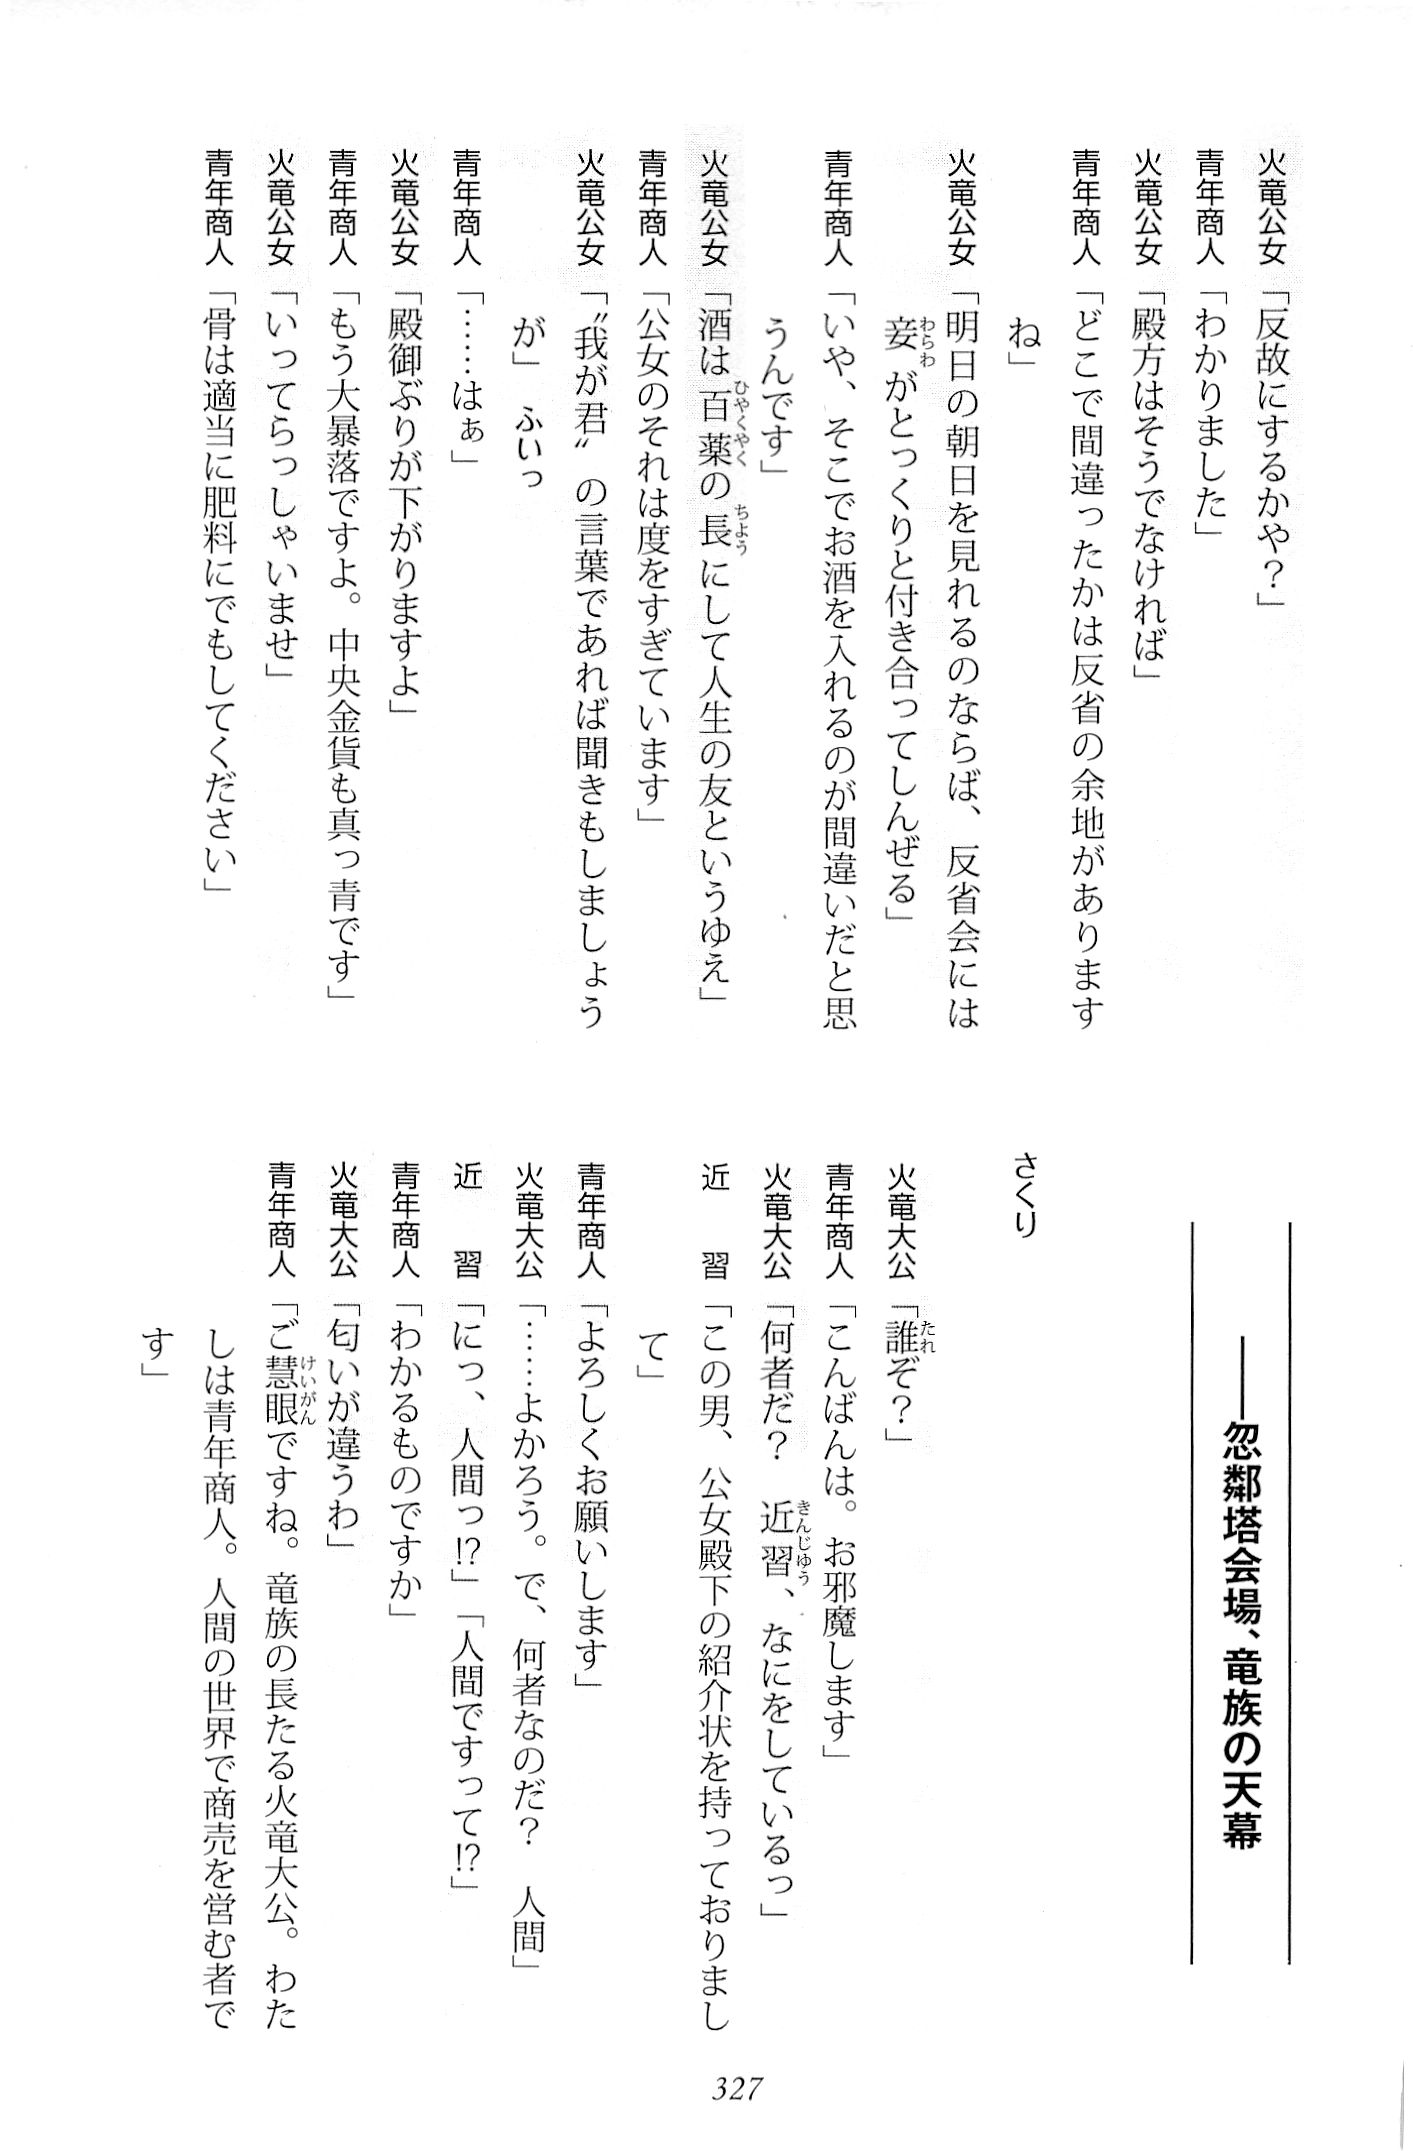 火竜公女「反故にするかや？」
青年商人「わかりました」
火竜公女「殿方はそうでなければ」
青年商人「どこで間違ったかは反省の余地があります
ね」
火竜公女「明日の朝日を見れるのならば、反省会には
妾がとっくりと付き合ってしんぜる」
青年商人「いや、そこでお酒を入れるのが間違いだと思
うんです」
火竜公女「酒は百薬の長にして人生の友というゆえ」
青年商人「公女のそれは度をすぎています」
火竜公女「〝我が君〟の言葉であれば聞きもしましょう
が」　ふいっ
青年商人「……はぁ」
火竜公女「殿御ぶりが下がりますよ」
青年商人「もう大暴落ですよ。中央金貨も真っ青です」
火竜公女「いってらっしゃいませ」
青年商人「骨は適当に肥料にでもしてください」
――忽鄰塔会場、竜族の天幕
さくり
火竜大公「誰ぞ？」
青年商人「こんばんは。お邪魔します」
火竜大公「何者だ？　近習、なにをしているっ」
近　習「この男、公女殿下の紹介状を持っておりまし
て」
青年商人「よろしくお願いします」
火竜大公「……よかろう。で、何者なのだ？　人間」
近　習「にっ、人間っ!?」「人間ですって!?」
青年商人「わかるものですか」
火竜大公「匂いが違うわ」
青年商人「ご慧眼ですね。竜族の長たる火竜大公。わた
しは青年商人。人間の世界で商売を営む者で
す」
327